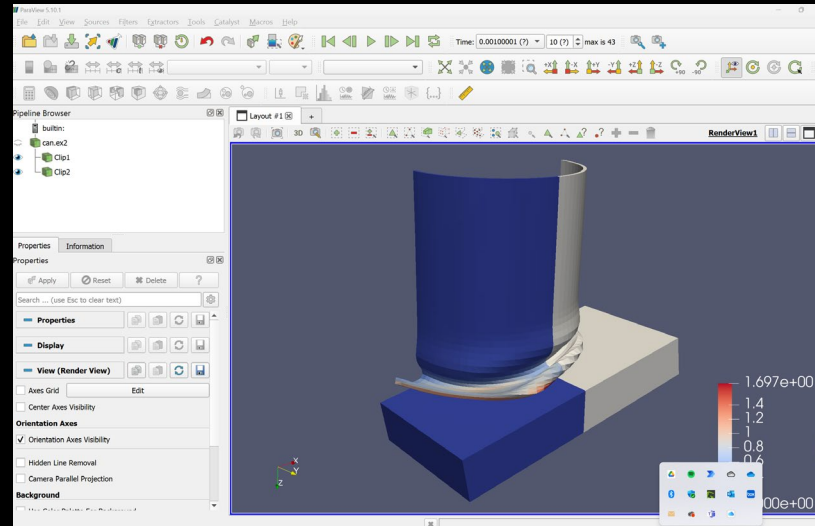 ParaView 5.10.1
File Edit View Sources Filters Extractors Tools Catalyst Macros Help
Time: 0.00100001 (?) 10 (?) max is 43
+X -X +Y -Y +Z -Z +90 -90
Pipeline Browser
builtin:
can.ex2
Clip1
Clip2
Layout #1
3D
RenderView1
Properties Information
Properties
Apply Reset Delete ?
Search ... (use Esc to clear text)
Properties
Display
View (Render View)
Axes Grid Edit
Center Axes Visibility
Orientation Axes
Orientation Axes Visibility
Hidden Line Removal
Camera Parallel Projection
Background
X
Y
Z
1.697e+00
1.4
1.2
1
0.8
0.6
00e+00